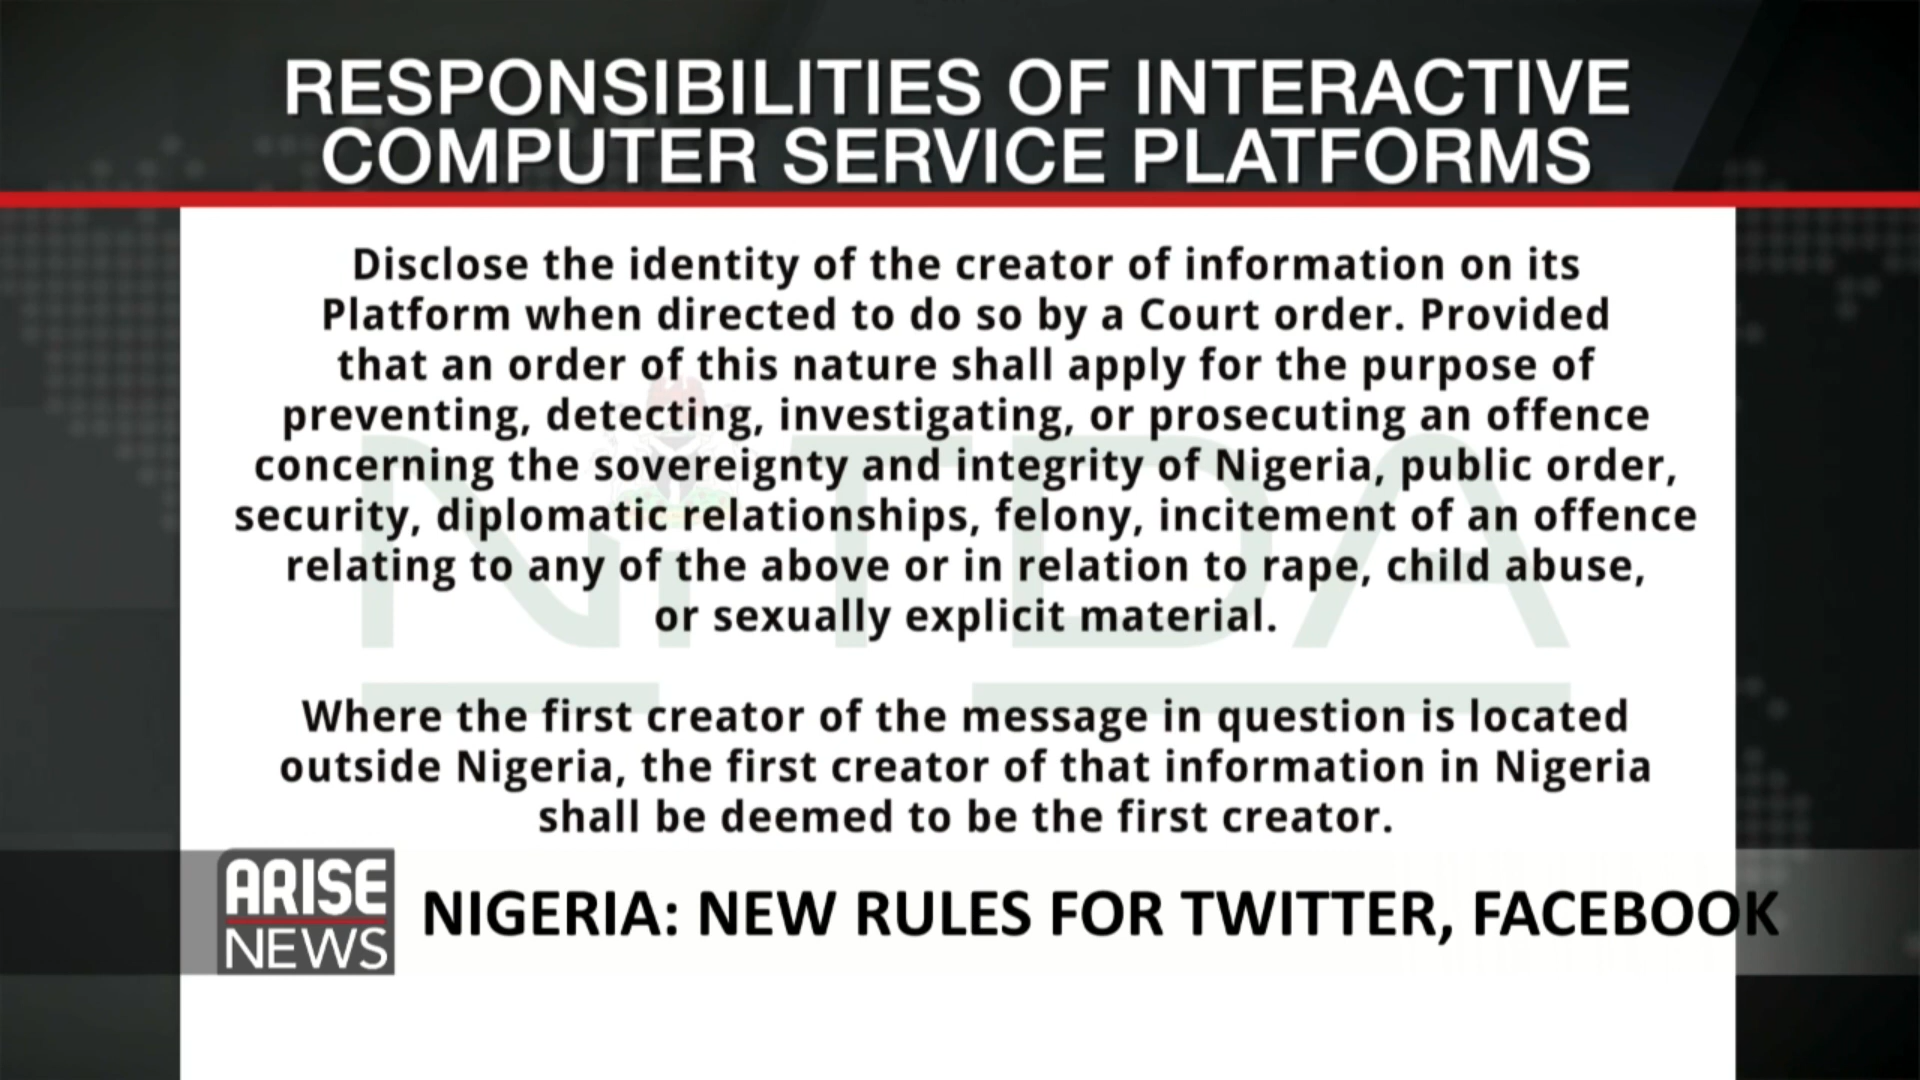 RESPONSIBILITIES OF INTERACTIVE
COMPUTER SERVICE PLATFORMS
Disclose the identity of the creator of information on its
Platform when directed to do so by a Court order. Provided
that an order of this nature shall apply for the purpose of
preventing, detecting, investigating, or prosecuting an offence
concerning the sovereignty and integrity of Nigeria, public order,
security, diplomatic relationships, felony, incitement of an offence
relating to any of the above or in relation to rape, child abuse,
or sexually explicit material.
Where the first creator of the message in question is located
outside Nigeria, the first creator of that information in Nigeria
shall be deemed to be the first creator.
NiTDA
ARISE
NEWS
NIGERIA: NEW RULES FOR TWITTER, FACEBOOK